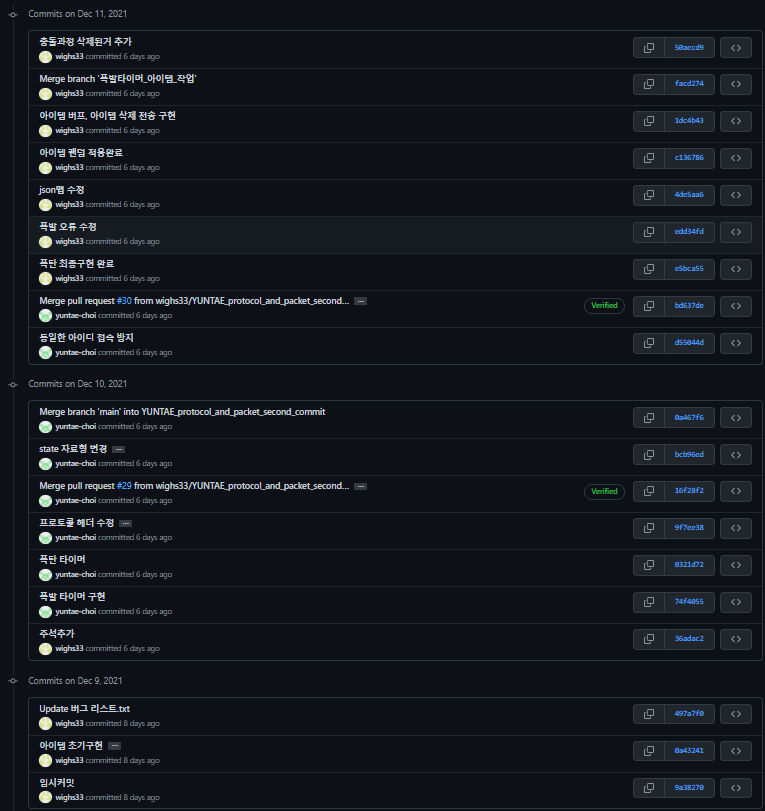 Commits on Dec 11, 2021
충돌과정 삭제된거 추가
wighs33 committed 6 days ago
50aecd9
Merge branch '폭발타이머_아이템_작업'
wighs33 committed 6 days ago
facd274
아이템 버프, 아이템 삭제 전송 구현
wighs33 committed 6 days ago
1dc4b43
아이템 랜덤 적용완료
wighs33 committed 6 days ago
c136786
json맵 수정
wighs33 committed 6 days ago
4de5aa6
폭발 오류 수정
wighs33 committed 6 days ago
edd34fd
폭탄 최종구현 완료
wighs33 committed 6 days ago
e5bca55
Merge pull request #30 from wighs33/YUNTAE_protocol_and_packet_second... ...
yuntae-choi committed 6 days ago
Verified
bd637de
동일한 아이디 접속 방지
yuntae-choi committed 6 days ago
d55044d
Commits on Dec 10, 2021
Merge branch 'main' into YUNTAE_protocol_and_packet_second_commit
yuntae-choi committed 6 days ago
0a467f6
state 자료형 변경 ...
yuntae-choi committed 6 days ago
bcb96ed
Merge pull request #29 from wighs33/YUNTAE_protocol_and_packet_second... ...
yuntae-choi committed 6 days ago
Verified
16f28f2
프로토콜 헤더 수정 ...
yuntae-choi committed 6 days ago
9f7ee38
폭탄 타이머
yuntae-choi committed 6 days ago
0321d72
폭발 타이머 구현
yuntae-choi committed 6 days ago
74f4055
주석추가
wighs33 committed 6 days ago
36adac2
Commits on Dec 9, 2021
Update 버그 리스트.txt
wighs33 committed 8 days ago
497a7f0
아이템 초기구현 ...
wighs33 committed 8 days ago
0a43241
임시커밋
wighs33 committed 8 days ago
9a38270